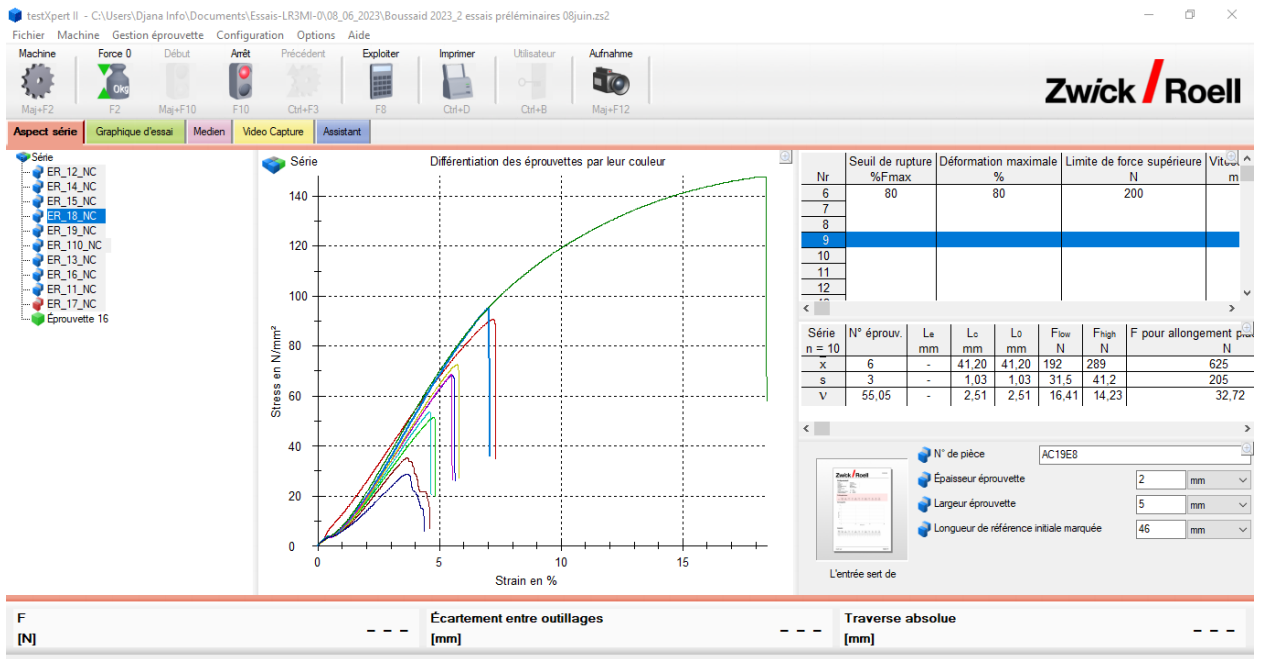 testXpert II - C:\Users\Djana Info\Documents\Essais-LR3MI-0\08_06_2023\Boussaid 2023_2 essais préléminaires 08juin.zs2
Fichier Machine Gestion éprouvette Configuration Options Aide
Machine Force 0 Début Arrêt Précédent Exploiter Imprimer Utilisateur Aufnahme
0kg
Maj+F2 F2 Maj+F10 F10 Ctrl+F3 F8 Ctrl+D Ctrl+B Maj+F12
Zwick / Roell
Aspect série Graphique d'essai Medien Video Capture Assistant
Série
ER_12_NC
ER_14_NC
ER_15_NC
ER_18_NC
ER_19_NC
ER_110_NC
ER_13_NC
ER_16_NC
ER_11_NC
ER_17_NC
Éprouvette 16
Série Différentiation des éprouvettes par leur couleur
Stress en N/mm²
140
120
100
80
60
40
20
0
0 5 10 15
Strain en %
Seuil de rupture Déformation maximale Limite de force supérieure
Nr %Fmax % N m
6 80 80 200
7
8
9
10
11
12
Série N° éprouv. Le Lc L0 Flow Fhigh F pour allongement
n = 10 mm mm mm N N N
x̅ 6 - 41,20 41,20 192 289 625
s 3 - 1,03 1,03 31,5 41,2 205
ν 55,05 - 2,51 2,51 16,41 14,23 32,72
Zwick / Roell
L'entrée sert de
N° de pièce AC19E8
Épaisseur éprouvette 2 mm
Largeur éprouvette 5 mm
Longueur de référence initiale marquée 46 mm
F Écartement entre outillages Traverse absolue
[N] - - - [mm] - - - [mm] - - -